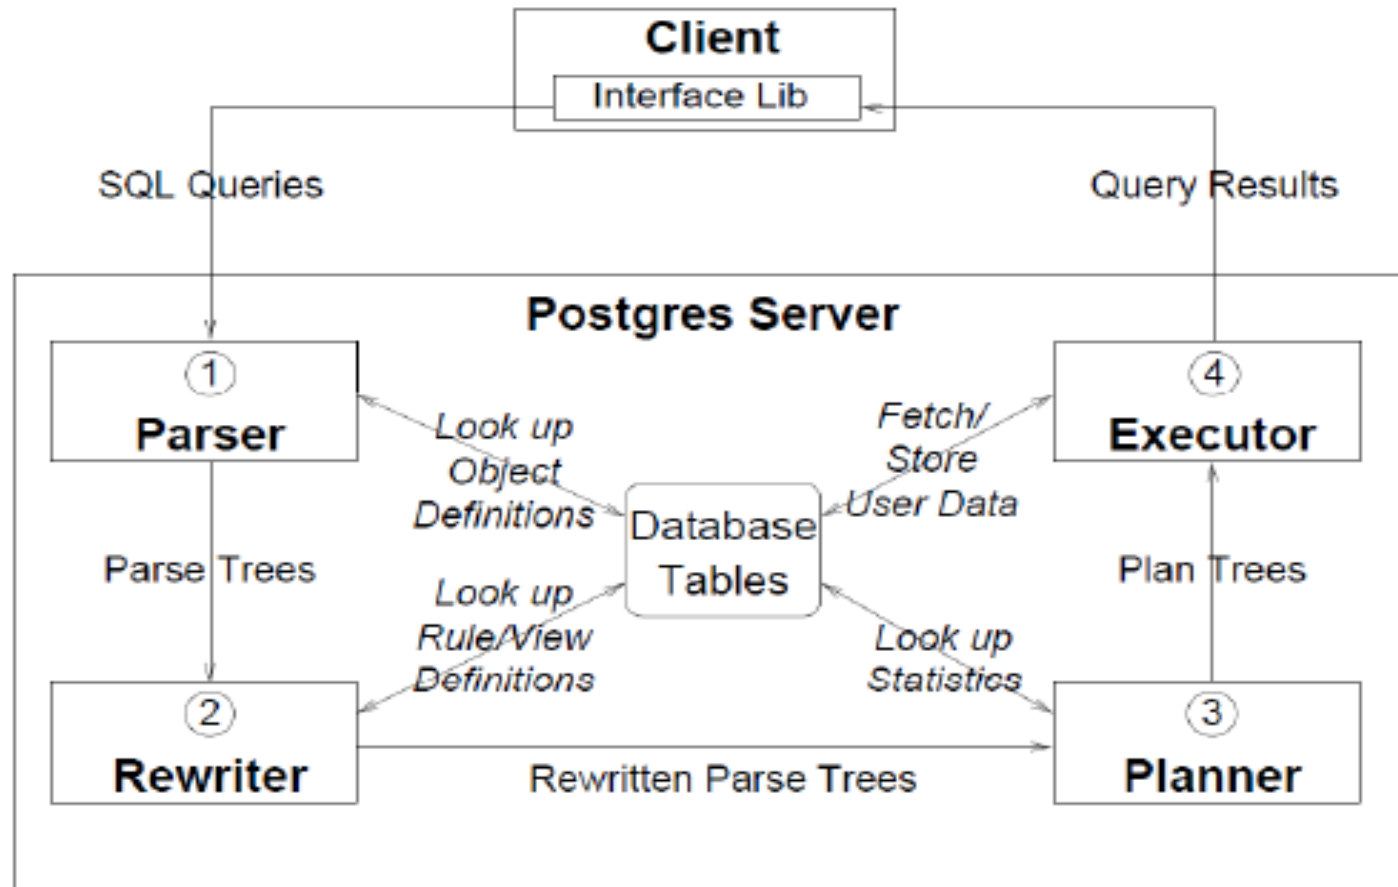 Client
Interface Lib
SQL Queries
Query Results
Postgres Server
1
Parser
4
Executor
Look up
Object
Definitions
Fetch/
Store
User Data
Database
Tables
Parse Trees
Plan Trees
Look up
Rule/View
Definitions
Look up
Statistics
2
Rewriter
3
Planner
Rewritten Parse Trees